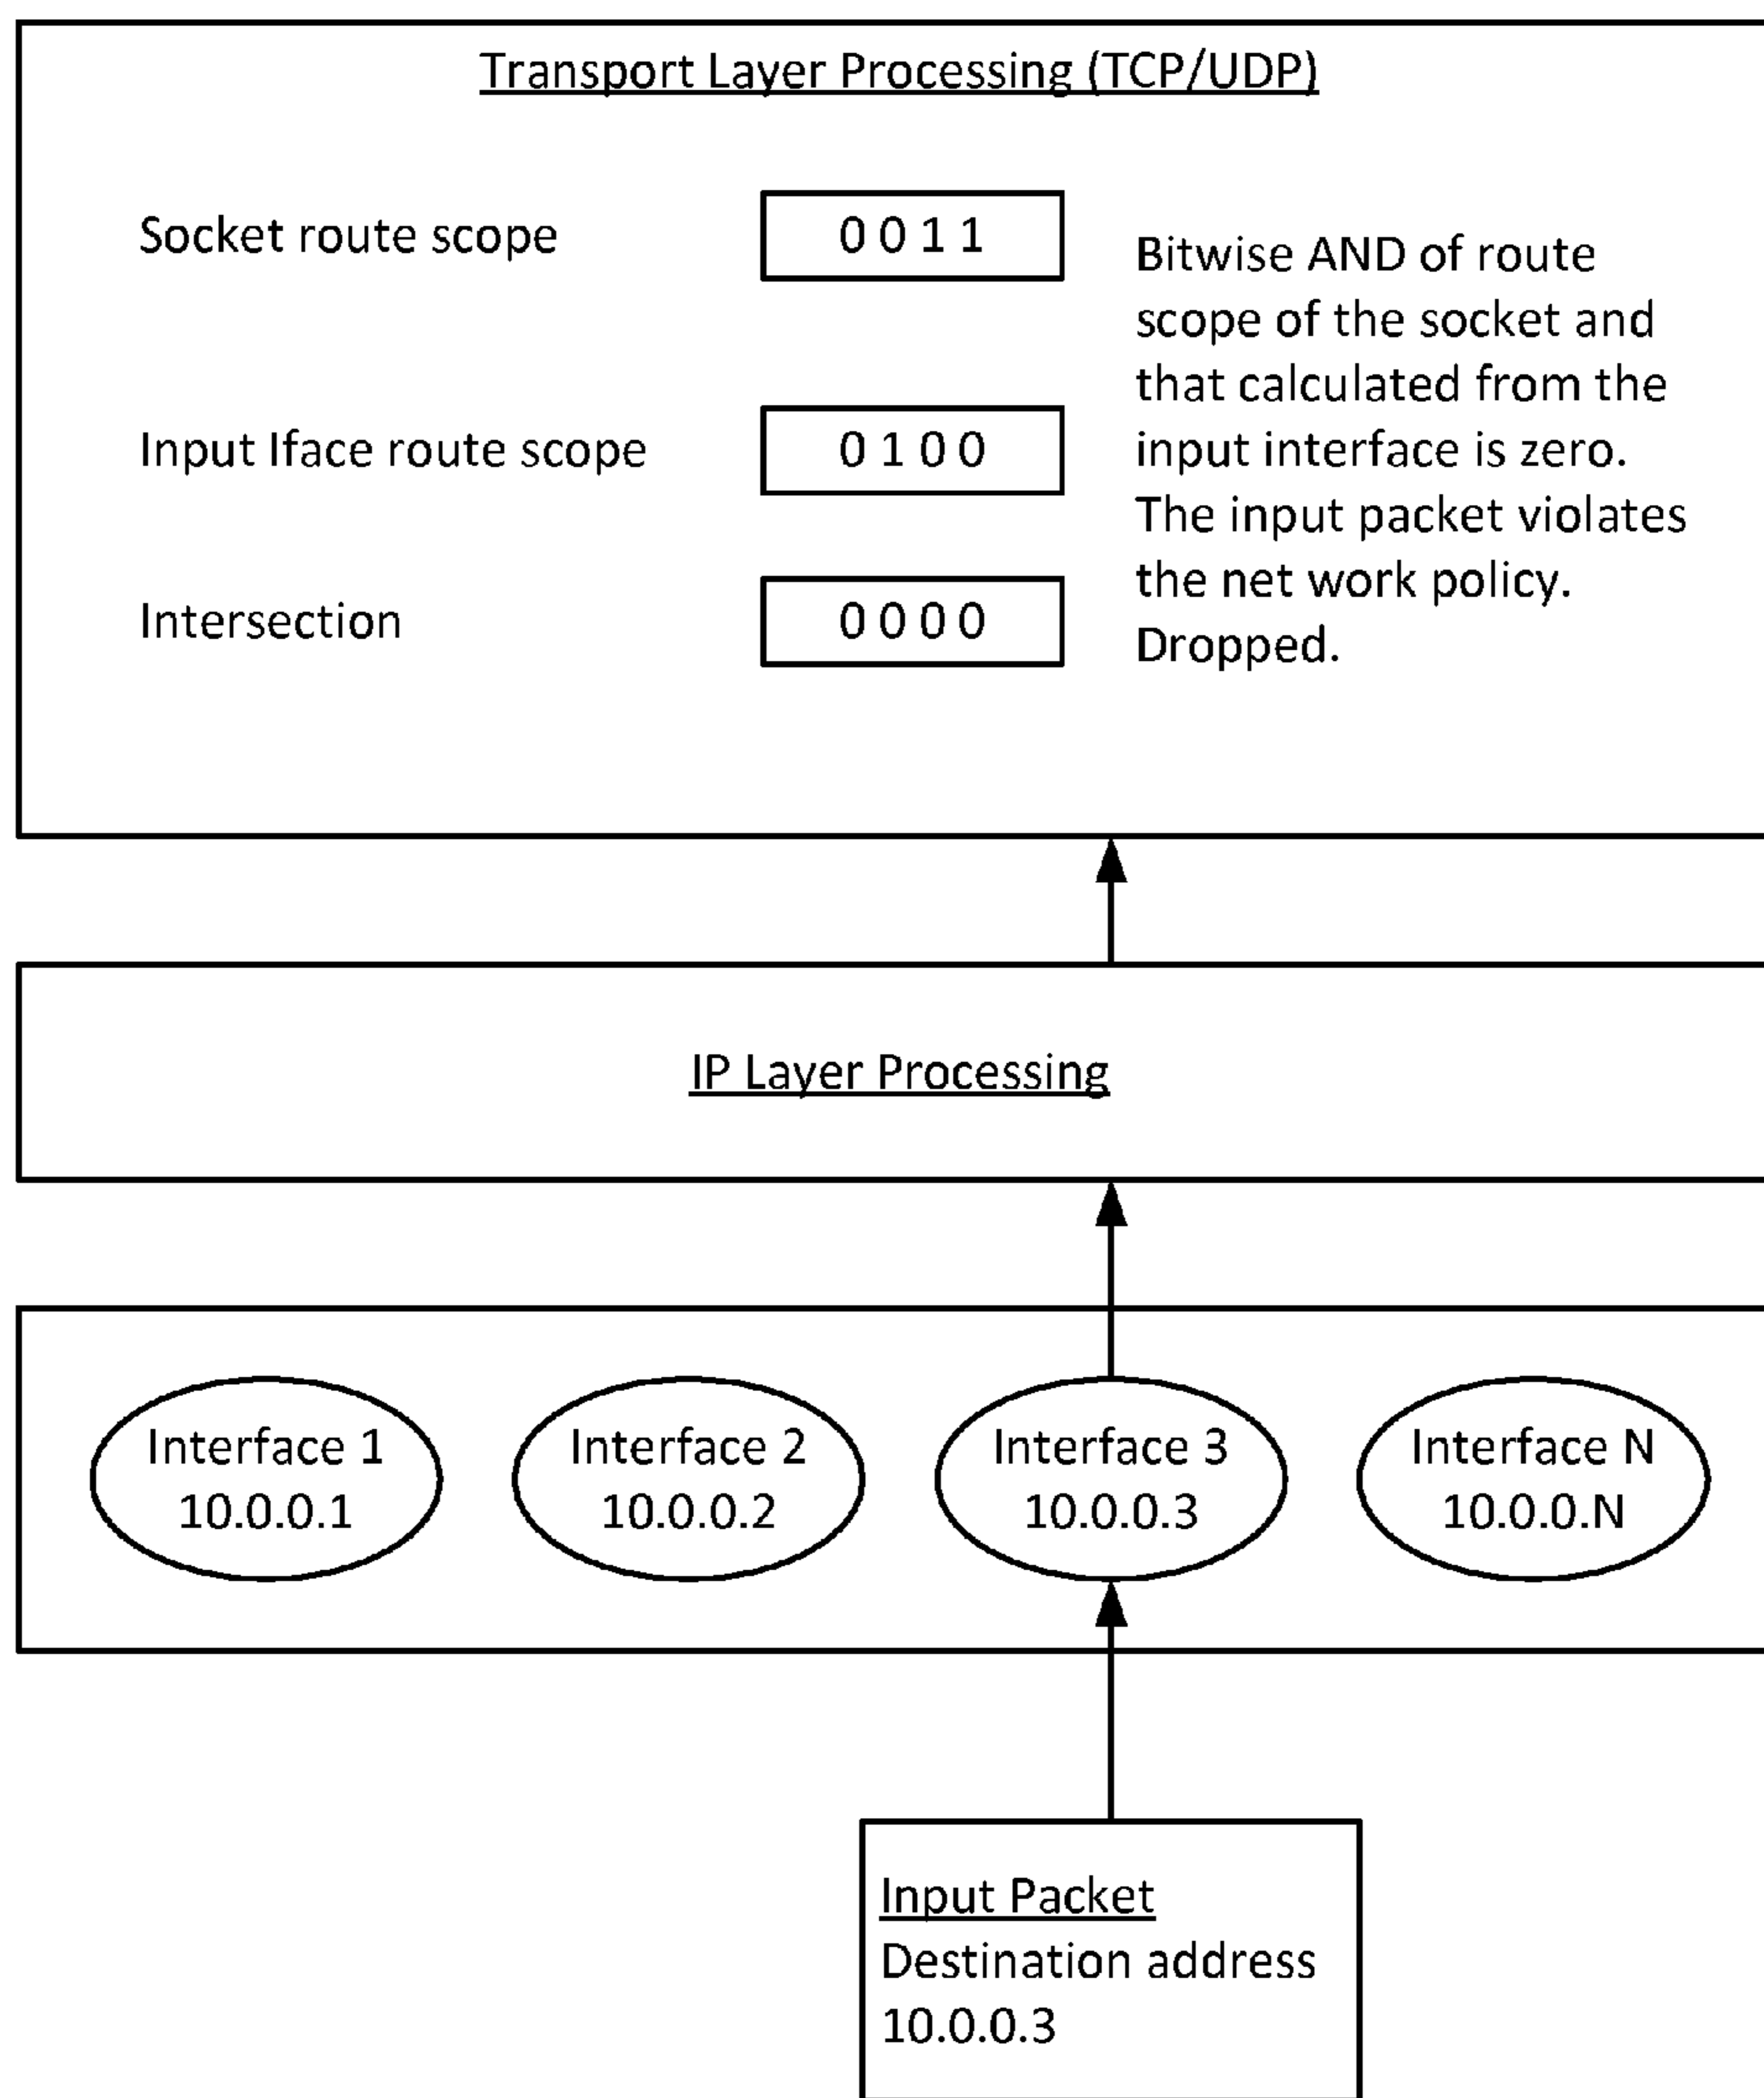 Transport Layer Processing (TCP/UDP)
Socket route scope
0 0 1 1
Input Iface route scope
0 1 0 0
Intersection
0 0 0 0
Bitwise AND of route
scope of the socket and
that calculated from the
input interface is zero.
The input packet violates
the net work policy.
Dropped.
IP Layer Processing
Interface 1
10.0.0.1
Interface 2
10.0.0.2
Interface 3
10.0.0.3
Interface N
10.0.0.N
Input Packet
Destination address
10.0.0.3